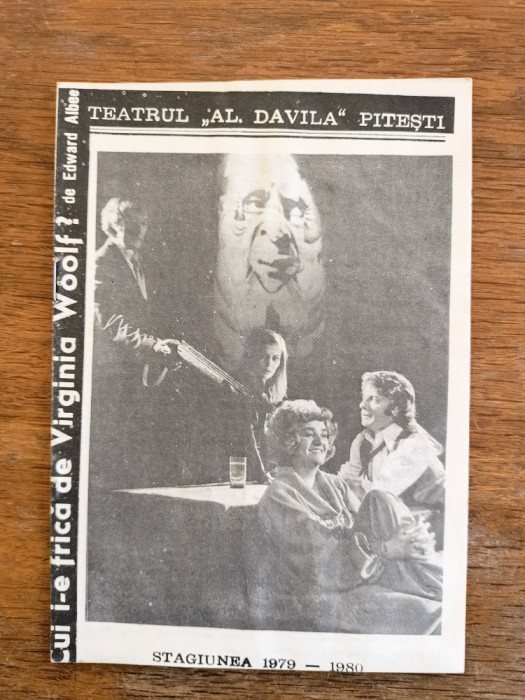 TEATRUL „AL. DAVILA“ PITEȘTI
Cui i-e frică de Virginia Woolf ? de Edward Albee
STAGIUNEA 1979 — 1980